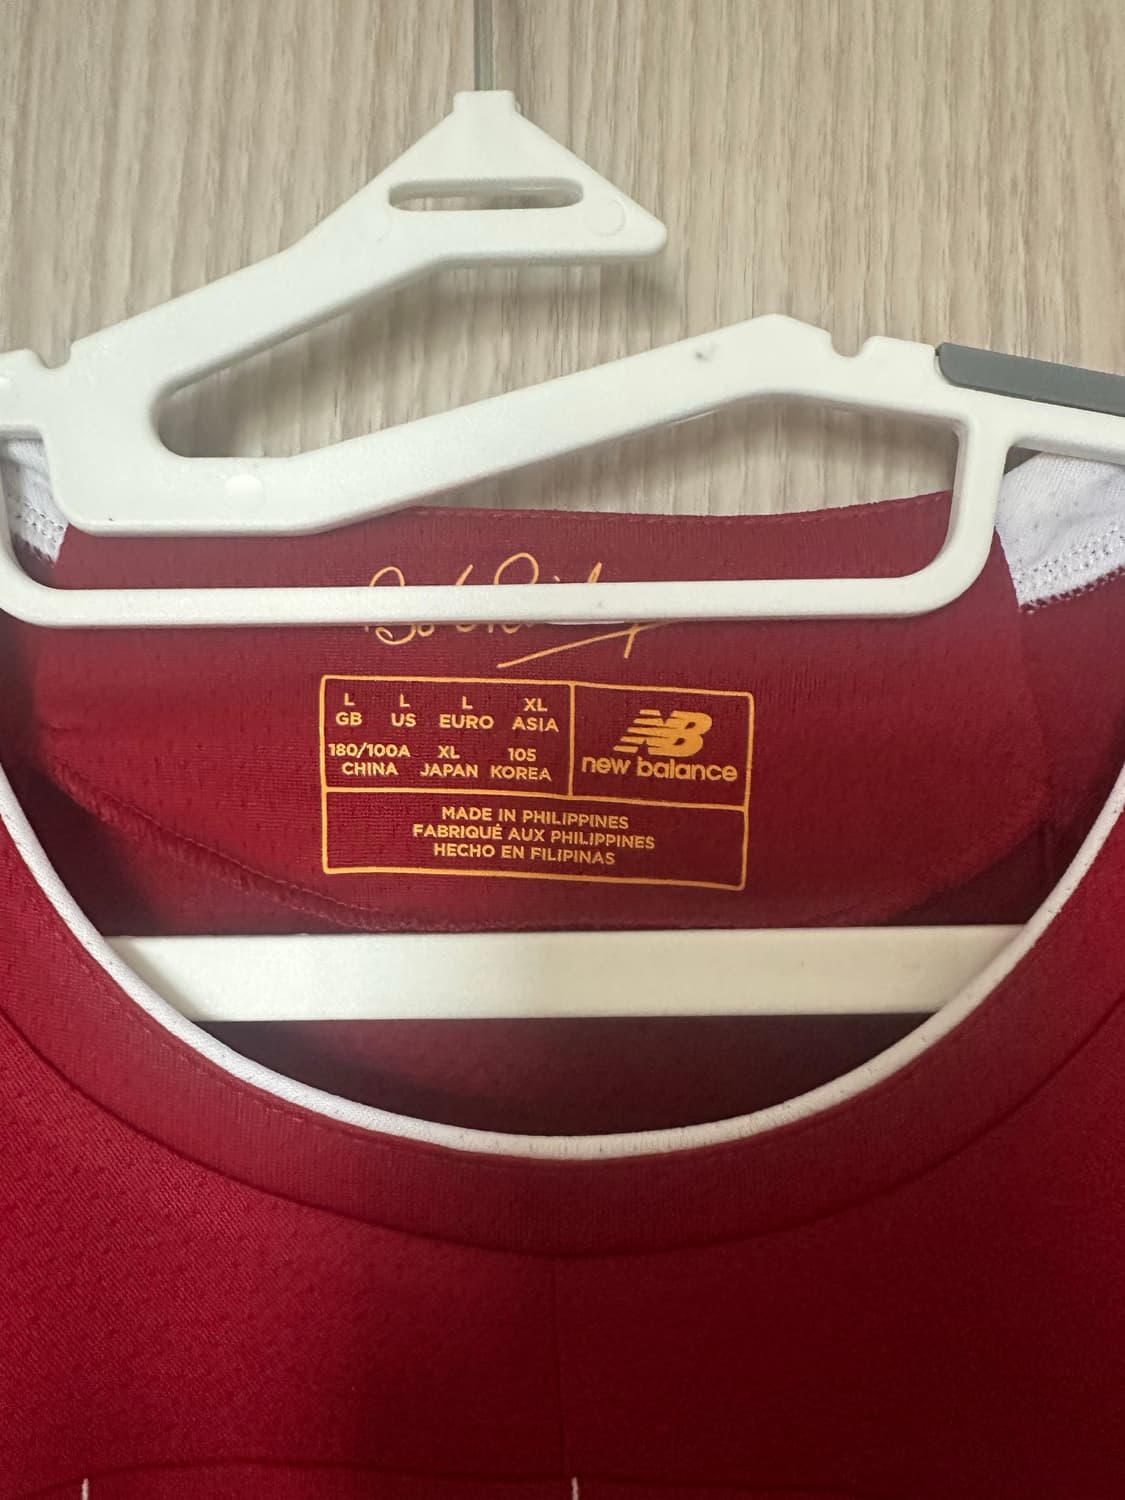 L L L XL
GB US EURO ASIA
180/100A XL 105
CHINA JAPAN KOREA
NB
new balance
MADE IN PHILIPPINES
FABRIQUÉ AUX PHILIPPINES
HECHO EN FILIPINAS